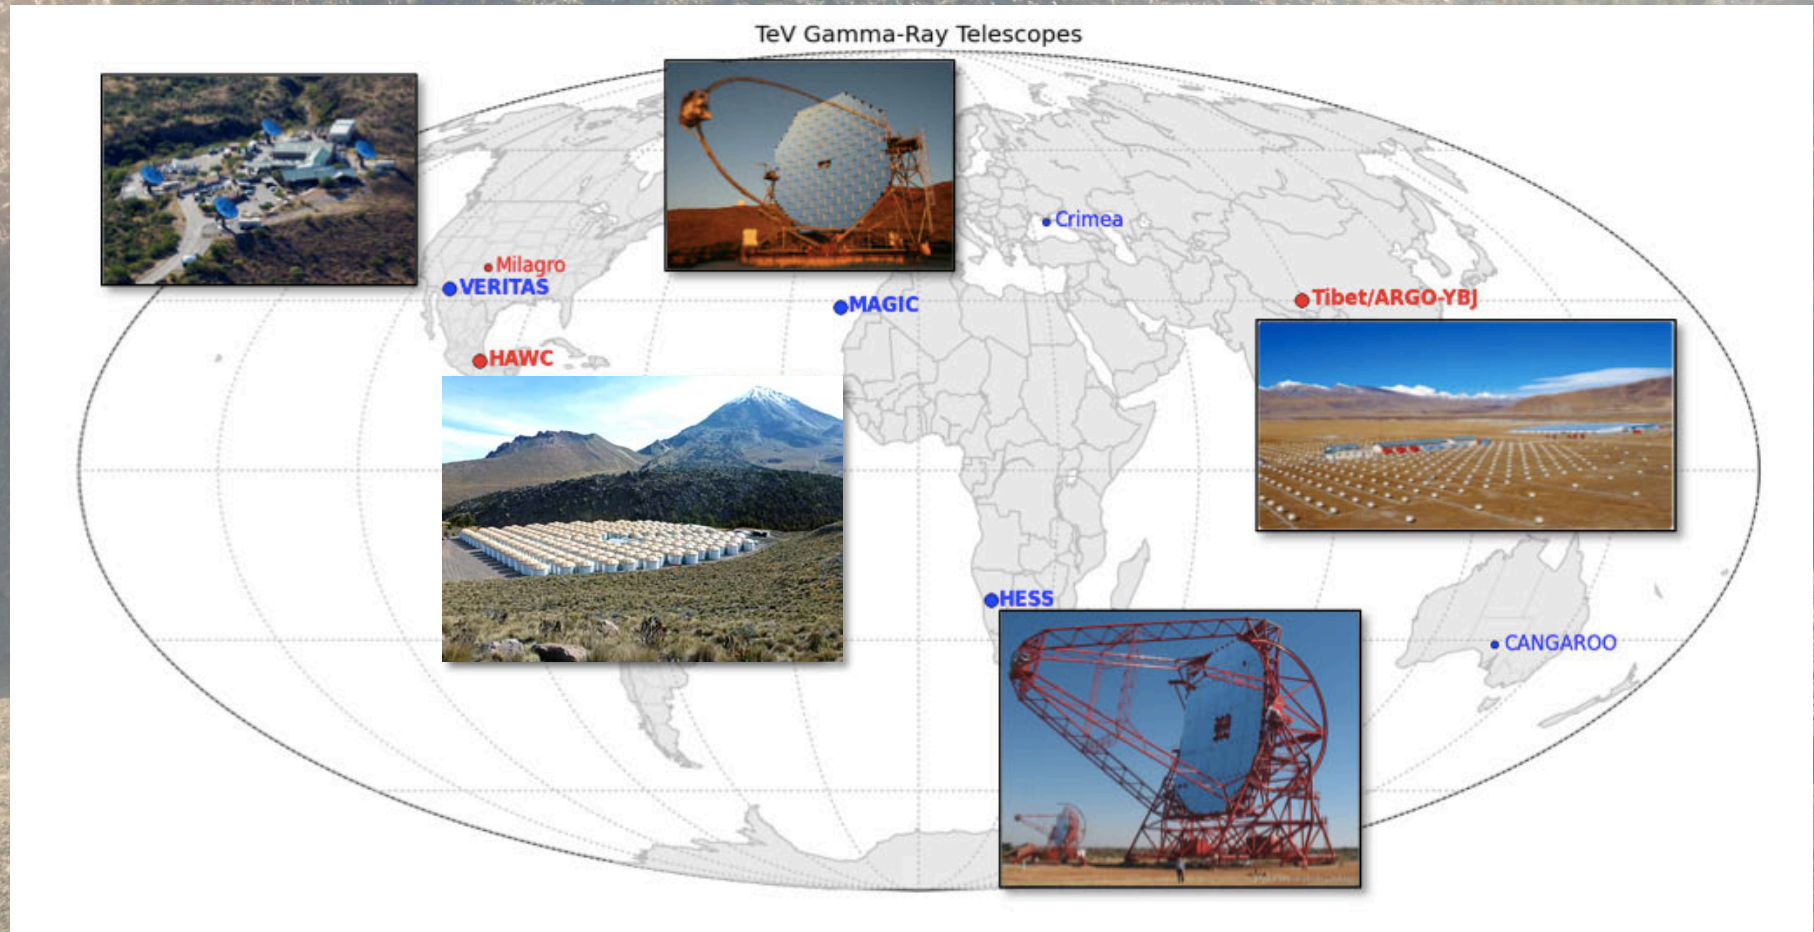 TeV Gamma-Ray Telescopes
Crimea
Milagro
VERITAS
MAGIC
Tibet/ARGO-YBJ
HAWC
HESS
CANGAROO